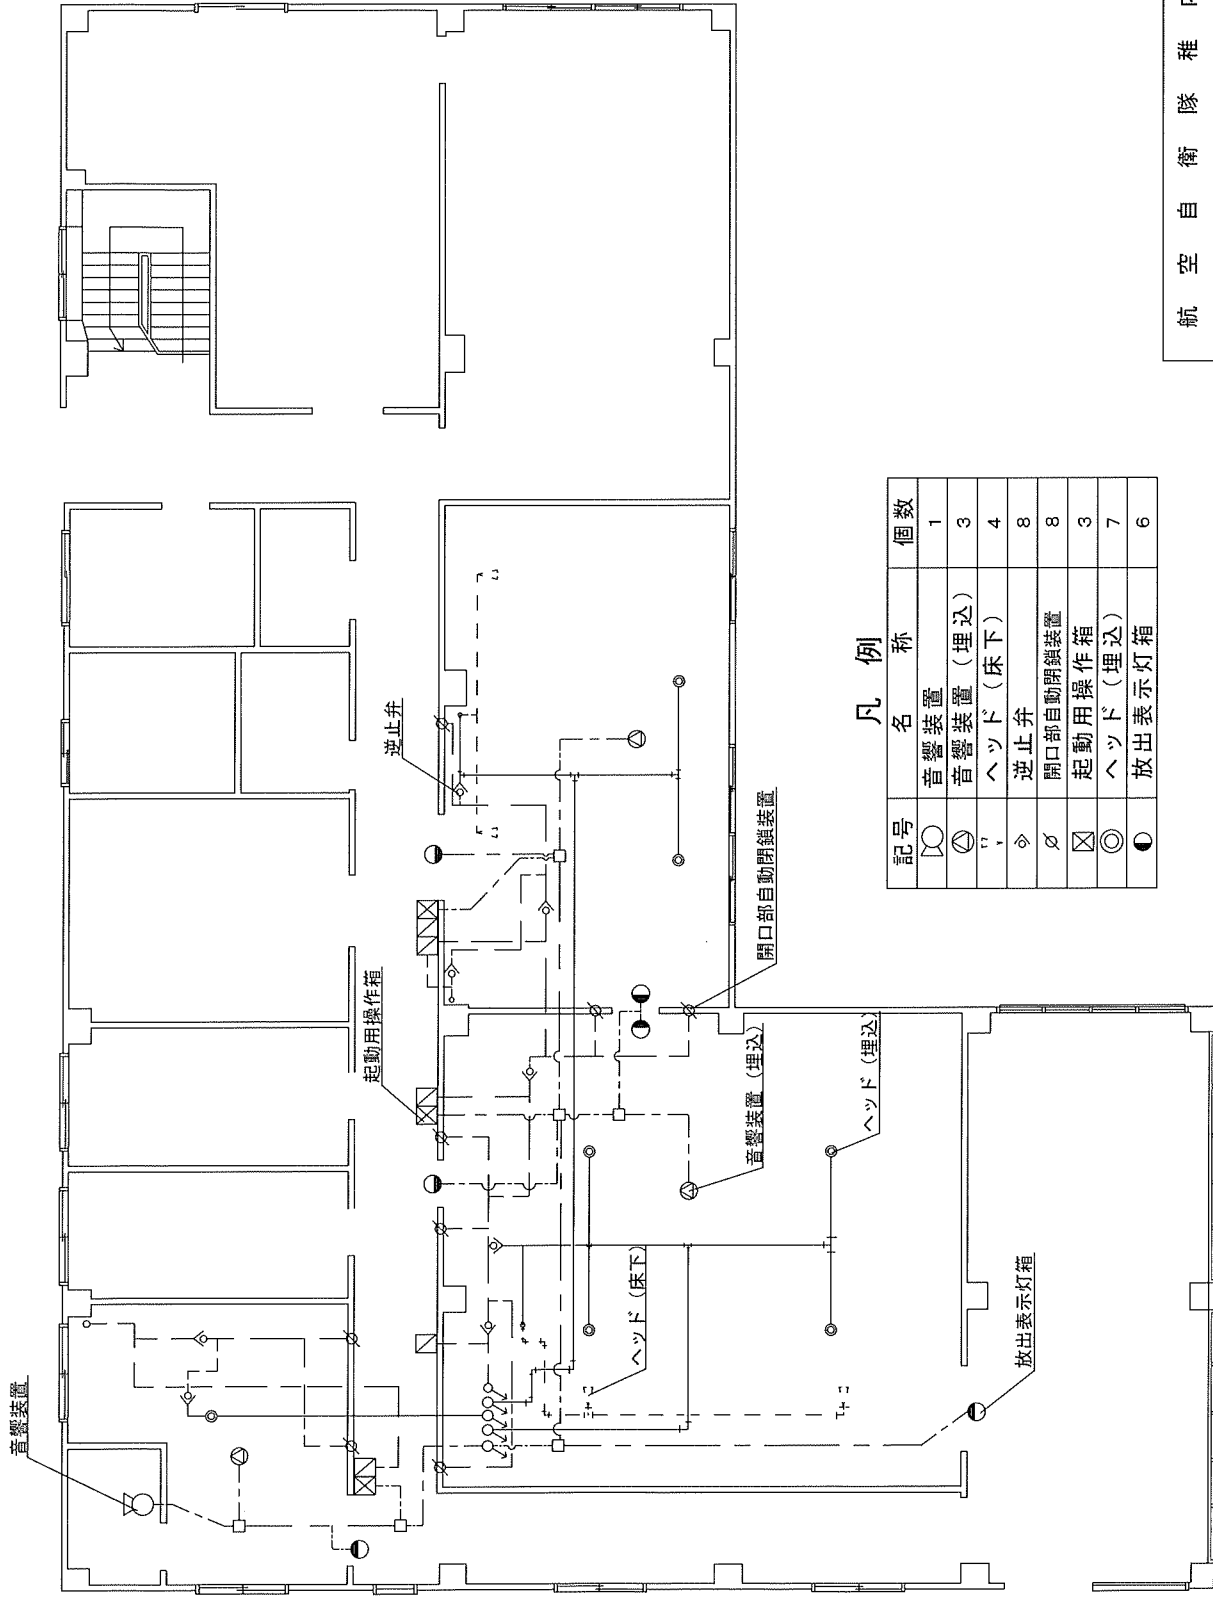 音響装置
起動用操作箱
逆止弁
開口部自動閉鎖装置
音響装置（埋込）
ヘッド（埋込）
ヘッド（床下）
放出表示灯箱
凡例
記号 名称 個数
音響装置 1
音響装置（埋込） 3
ヘッド（床下） 4
逆止弁 8
開口部自動閉鎖装置 8
起動用操作箱 3
ヘッド（埋込） 7
放出表示灯箱 6
航空自衛隊稚